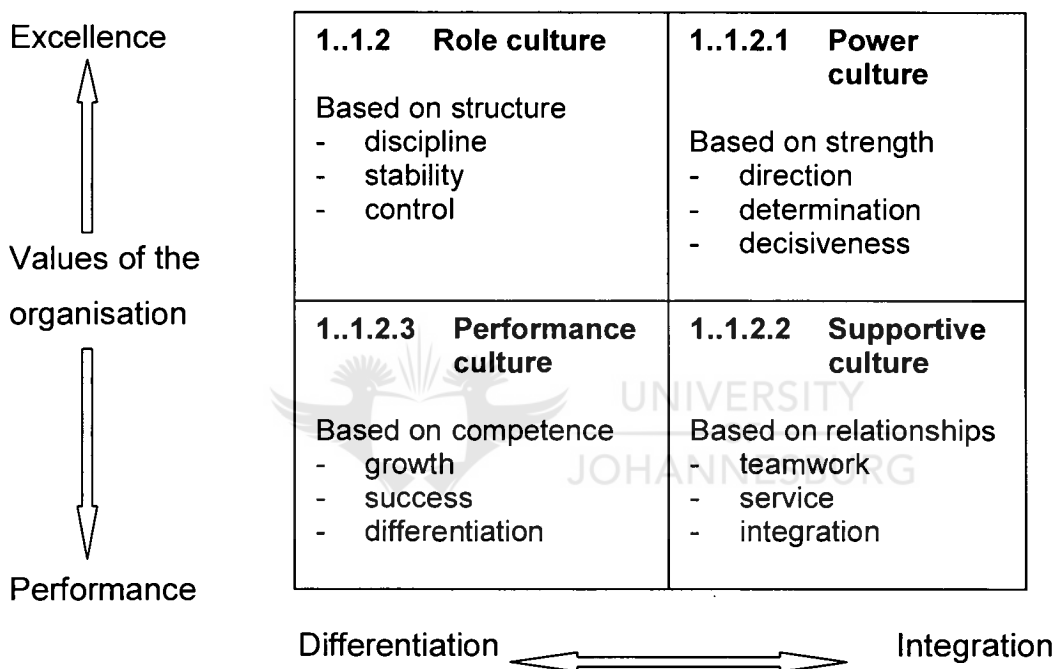 Excellence
Values of the
organisation
Performance
1..1.2 Role culture
Based on structure
- discipline
- stability
- control
1..1.2.1 Power
culture
Based on strength
- direction
- determination
- decisiveness
1..1.2.3 Performance
culture
Based on competence
- growth
- success
- differentiation
1..1.2.2 Supportive
culture
Based on relationships
- teamwork
- service
- integration
UNIVERSITY
JOHANNESBURG
Differentiation
Integration